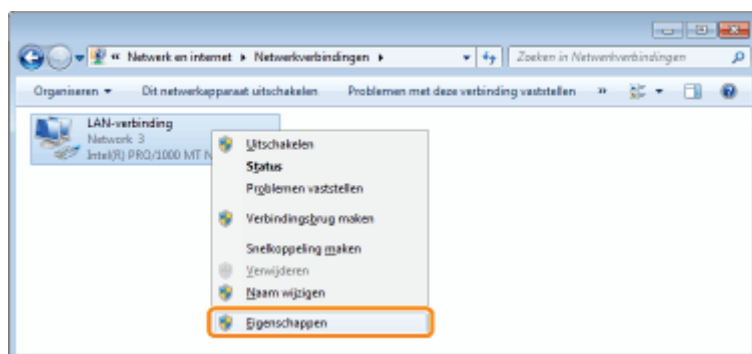 « Netwerk en internet ▸ Netwerkverbindingen ▸ Zoeken in Netwerkverbindingen
Organiseren ▾ Dit netwerkapparaat uitschakelen Problemen met deze verbinding vaststellen »
LAN-verbinding
Network 3
Intel(R) PRO/1000 MT N
Uitschakelen
Status
Problemen vaststellen
Verbindingsbrug maken
Snelkoppeling maken
Verwijderen
Naam wijzigen
Eigenschappen